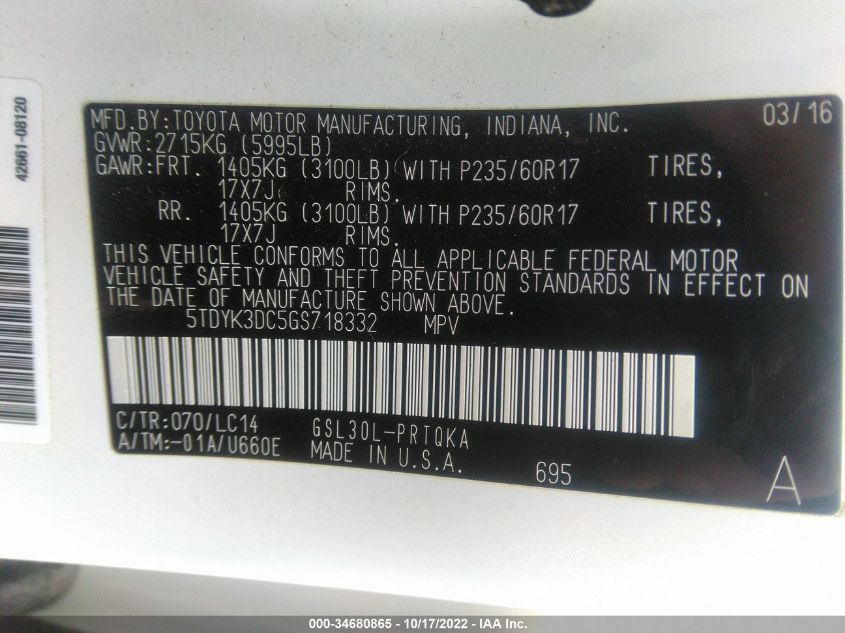 42661-08120
MFD.BY:TOYOTA MOTOR MANUFACTURING, INDIANA, INC. 03/16
GVWR:2715KG (5995LB)
GAWR:FRT. 1405KG (3100LB) WITH P235/60R17 TIRES,
17X7J RIMS.
RR. 1405KG (3100LB) WITH P235/60R17 TIRES,
17X7J RIMS.
THIS VEHICLE CONFORMS TO ALL APPLICABLE FEDERAL MOTOR
VEHICLE SAFETY AND THEFT PREVENTION STANDARDS IN EFFECT ON
THE DATE OF MANUFACTURE SHOWN ABOVE.
5TDYK3DC5GS718332 MPV
C/TR:070/LC14 GSL30L-PRTQKA
A/TM:-01A/U660E MADE IN U.S.A. 695 A
000-34680865 - 10/17/2022 - IAA Inc.